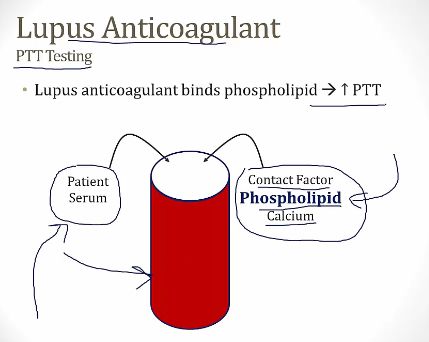 Lupus Anticoagulant
PTT Testing
• Lupus anticoagulant binds phospholipid → ↑ PTT
Patient
Serum
Contact Factor
Phospholipid
Calcium